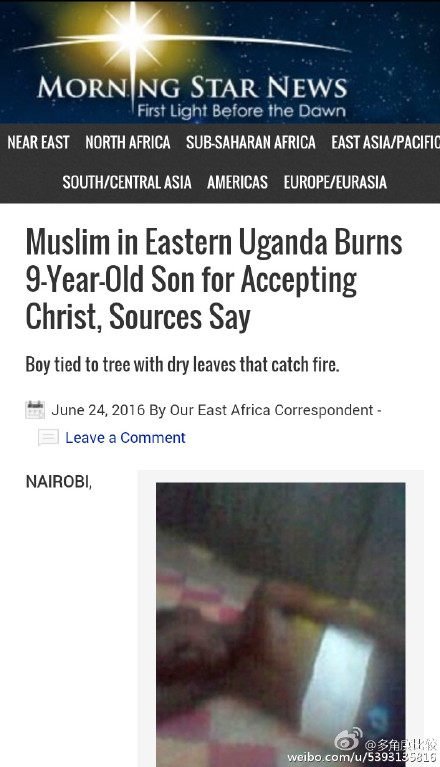 MORNING STAR NEWS
First Light Before the Dawn
NEAR EAST NORTH AFRICA SUB-SAHARAN AFRICA EAST ASIA/PACIFIC
SOUTH/CENTRAL ASIA AMERICAS EUROPE/EURASIA
Muslim in Eastern Uganda Burns
9-Year-Old Son for Accepting
Christ, Sources Say
Boy tied to tree with dry leaves that catch fire.
June 24, 2016 By Our East Africa Correspondent -
Leave a Comment
NAIROBI,
@多角度比较
weibo.com/u/5393135816